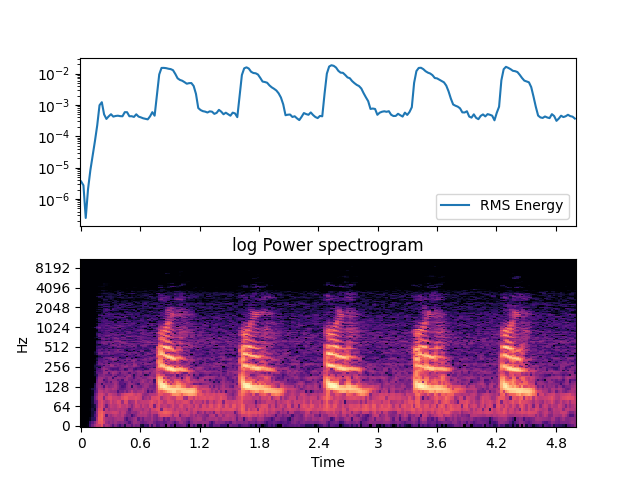 10⁻²
10⁻³
10⁻⁴
10⁻⁵
10⁻⁶
RMS Energy
log Power spectrogram
8192
4096
2048
1024
512
256
128
64
0
Hz
0 0.6 1.2 1.8 2.4 3 3.6 4.2 4.8
Time